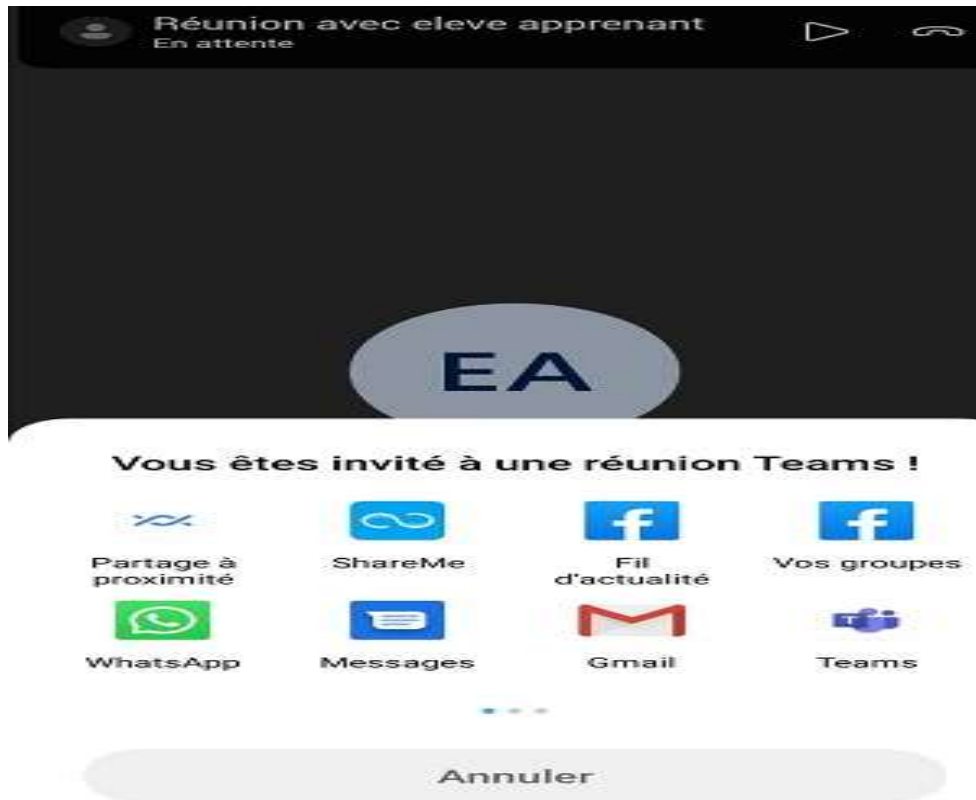 Réunion avec eleve apprenant
En attente
EA
Vous êtes invité à une réunion Teams !
Partage à
proximité
ShareMe
Fil
d'actualité
Vos groupes
WhatsApp
Messages
Gmail
Teams
Annuler